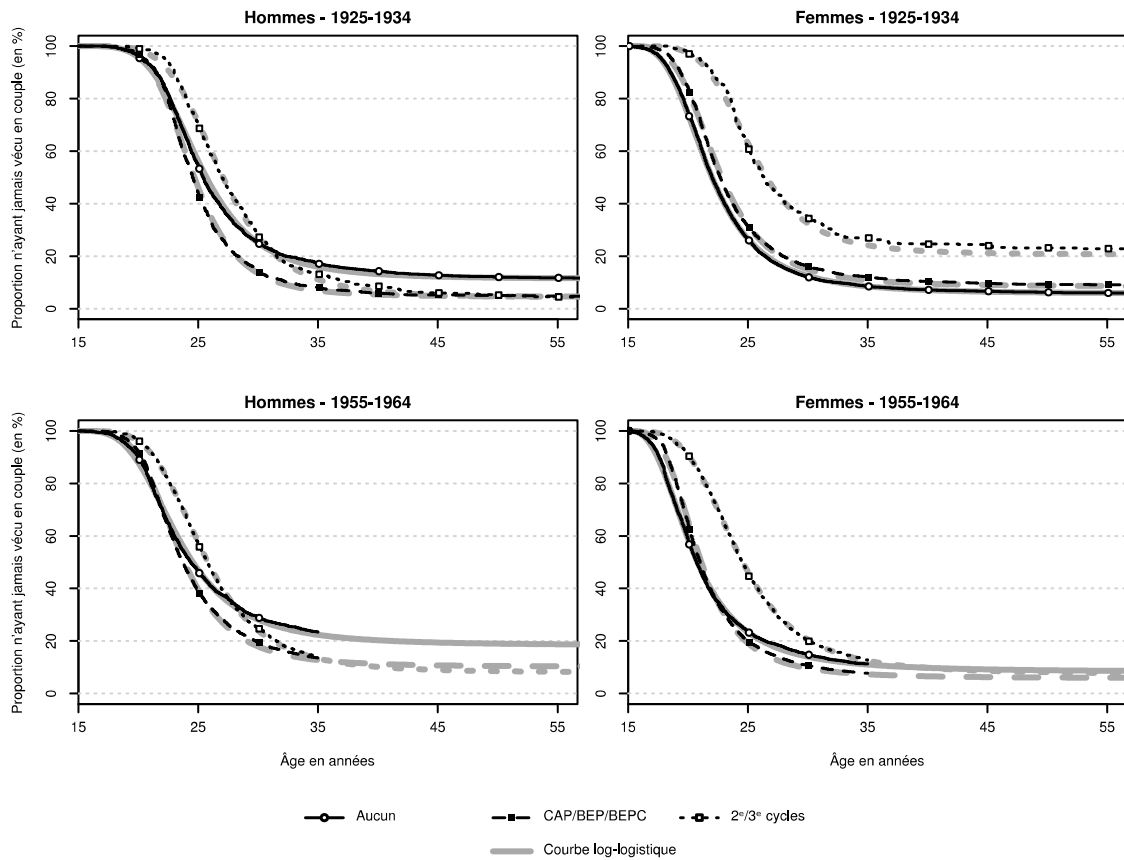 Hommes - 1925-1934
Femmes - 1925-1934
Proportion n'ayant jamais vécu en couple (en %)
100
80
60
40
20
0
15 25 35 45 55
100
80
60
40
20
0
15 25 35 45 55
Hommes - 1955-1964
Femmes - 1955-1964
Proportion n'ayant jamais vécu en couple (en %)
100
80
60
40
20
0
15 25 35 45 55
100
80
60
40
20
0
15 25 35 45 55
Âge en années
Âge en années
Aucun
CAP/BEP/BEPC
2e/3e cycles
Courbe log-logistique